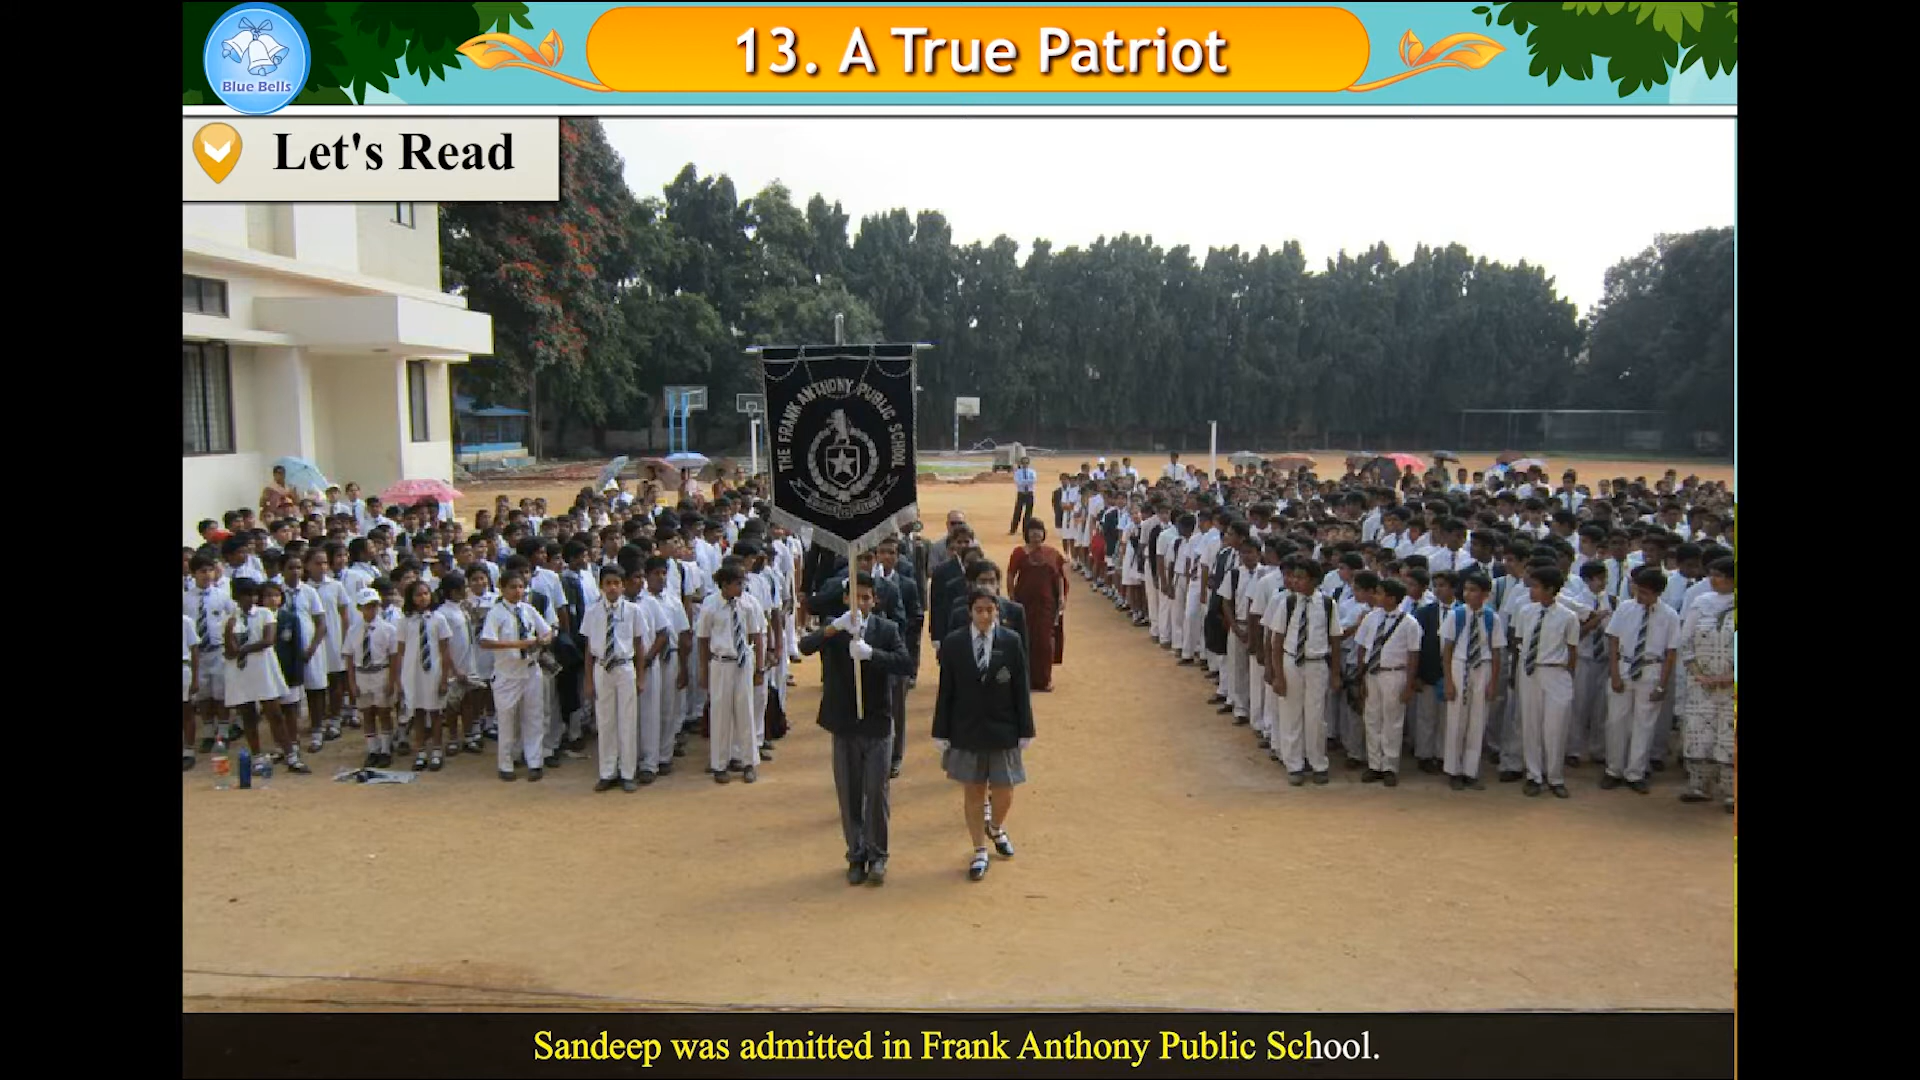 Blue Bells
13. A True Patriot
Let's Read
THE FRANK ANTHONY PUBLIC SCHOOL
Sandeep was admitted in Frank Anthony Public School.